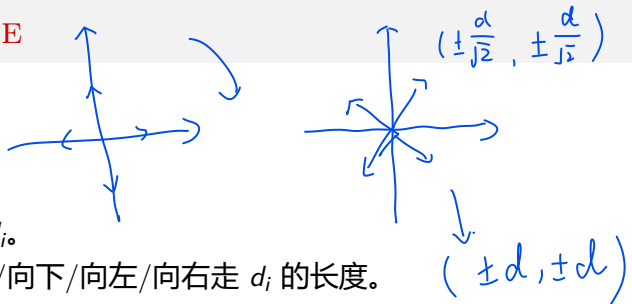 E
(±d/√2, ±d/√2)
i。
/向下/向左/向右走 di 的长度。
(±d,±d)